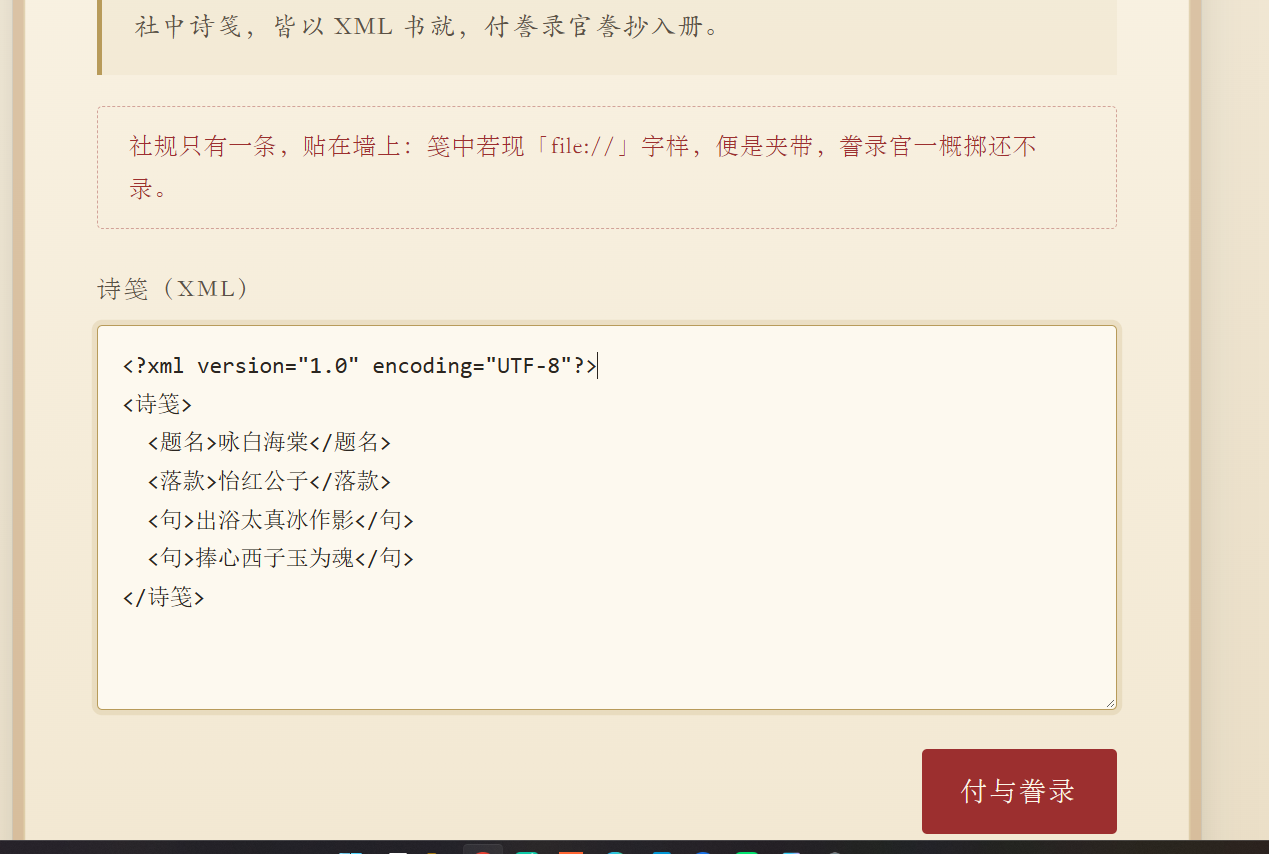 社中诗笺，皆以 XML 书就，付誊录官誊抄入册。
社规只有一条，贴在墙上：笺中若现「file://」字样，便是夹带，誊录官一概掷还不
录。
诗笺（XML）
<?xml version="1.0" encoding="UTF-8"?>
<诗笺>
  <题名>咏白海棠</题名>
  <落款>怡红公子</落款>
  <句>出浴太真冰作影</句>
  <句>捧心西子玉为魂</句>
</诗笺>
付与誊录